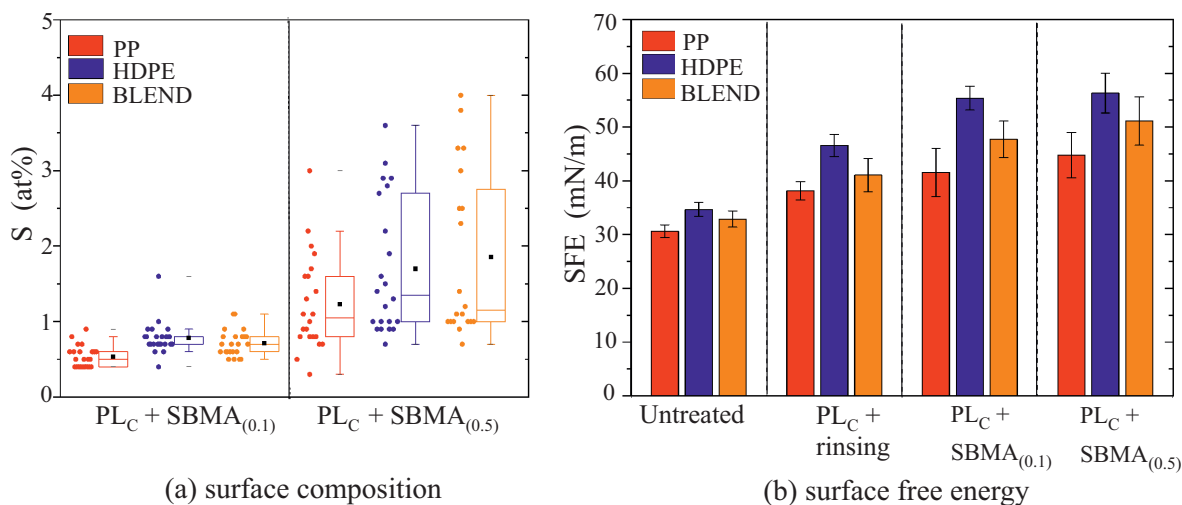 5
4
3
2
1
0
S (at%)
PP
HDPE
BLEND
PL_C + SBMA_(0.1)
PL_C + SBMA_(0.5)
(a) surface composition
70
60
50
40
30
20
10
0
SFE (mN/m)
PP
HDPE
BLEND
Untreated
PL_C +
rinsing
PL_C +
SBMA_(0.1)
PL_C +
SBMA_(0.5)
(b) surface free energy